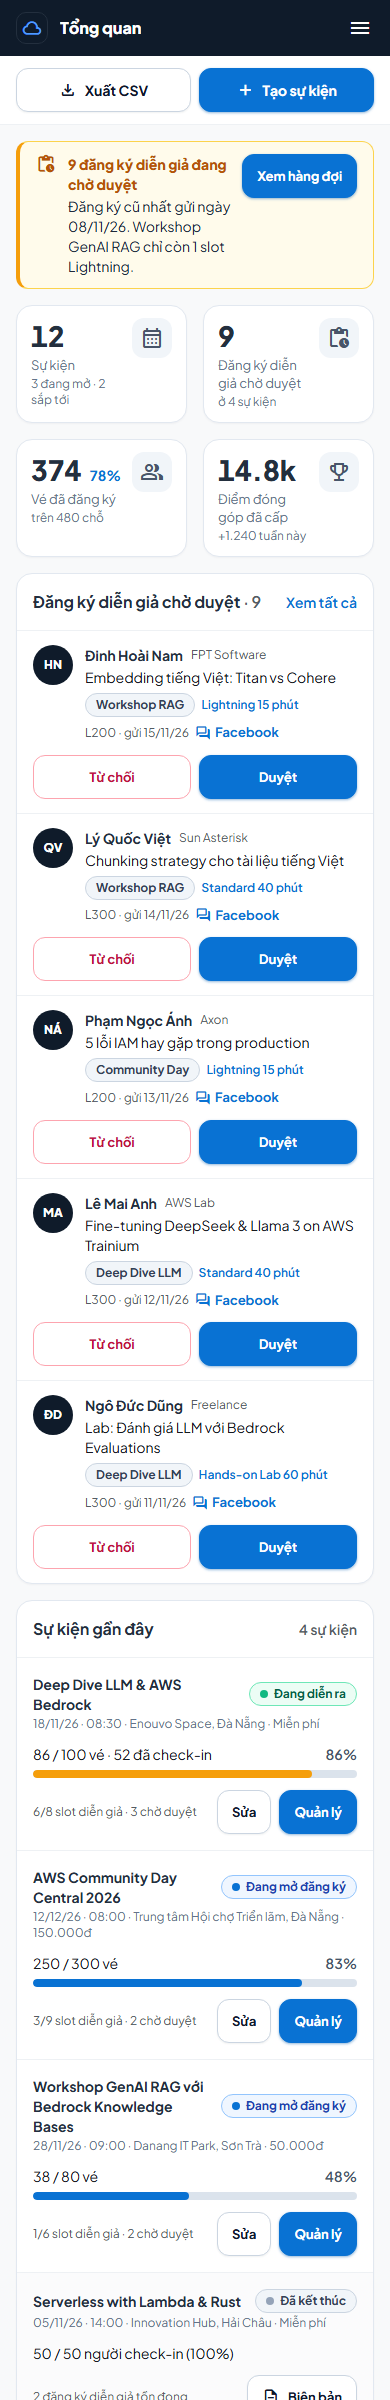 Tổng quan
Xuất CSV
Tạo sự kiện
9 đăng ký diễn giả đang
chờ duyệt
Đăng ký cũ nhất gửi ngày
08/11/26. Workshop
GenAI RAG chỉ còn 1 slot
Lightning.
Xem hàng đợi
12
Sự kiện
3 đang mở · 2
sắp tới
9
Đăng ký diễn
giả chờ duyệt
ở 4 sự kiện
374 78%
Vé đã đăng ký
trên 480 chỗ
14.8k
Điểm đóng
góp đã cấp
+1.240 tuần này
Đăng ký diễn giả chờ duyệt · 9
Xem tất cả
HN
Đinh Hoài Nam FPT Software
Embedding tiếng Việt: Titan vs Cohere
Workshop RAG Lightning 15 phút
L200 · gửi 15/11/26 Facebook
Từ chối
Duyệt
QV
Lý Quốc Việt Sun Asterisk
Chunking strategy cho tài liệu tiếng Việt
Workshop RAG Standard 40 phút
L300 · gửi 14/11/26 Facebook
Từ chối
Duyệt
NÁ
Phạm Ngọc Ánh Axon
5 lỗi IAM hay gặp trong production
Community Day Lightning 15 phút
L200 · gửi 13/11/26 Facebook
Từ chối
Duyệt
MA
Lê Mai Anh AWS Lab
Fine-tuning DeepSeek & Llama 3 on AWS
Trainium
Deep Dive LLM Standard 40 phút
L300 · gửi 12/11/26 Facebook
Từ chối
Duyệt
ĐD
Ngô Đức Dũng Freelance
Lab: Đánh giá LLM với Bedrock
Evaluations
Deep Dive LLM Hands-on Lab 60 phút
L300 · gửi 11/11/26 Facebook
Từ chối
Duyệt
Sự kiện gần đây
4 sự kiện
Deep Dive LLM & AWS
Bedrock
Đang diễn ra
18/11/26 · 08:30 · Enouvo Space, Đà Nẵng · Miễn phí
86 / 100 vé · 52 đã check-in
86%
6/8 slot diễn giả · 3 chờ duyệt
Sửa
Quản lý
AWS Community Day
Central 2026
Đang mở đăng ký
12/12/26 · 08:00 · Trung tâm Hội chợ Triển lãm, Đà Nẵng ·
150.000đ
250 / 300 vé
83%
3/9 slot diễn giả · 2 chờ duyệt
Sửa
Quản lý
Workshop GenAI RAG với
Bedrock Knowledge
Bases
Đang mở đăng ký
28/11/26 · 09:00 · Danang IT Park, Sơn Trà · 50.000đ
38 / 80 vé
48%
1/6 slot diễn giả · 2 chờ duyệt
Sửa
Quản lý
Serverless with Lambda & Rust
Đã kết thúc
05/11/26 · 14:00 · Innovation Hub, Hải Châu · Miễn phí
50 / 50 người check-in (100%)
2 đăng ký diễn giả tồn đọng
Biên bản